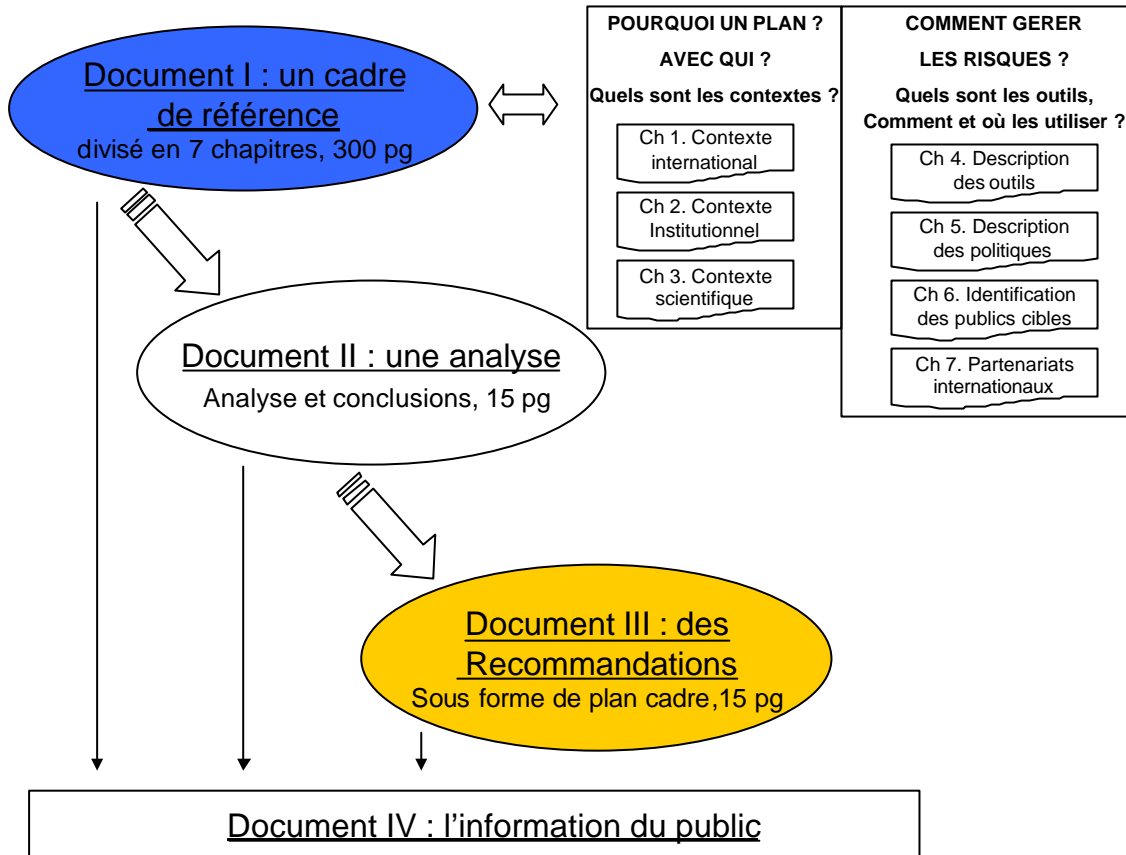 Document I : un cadre
de référence
divisé en 7 chapitres, 300 pg
POURQUOI UN PLAN ?
AVEC QUI ?
Quels sont les contextes ?
Ch 1. Contexte
international
Ch 2. Contexte
Institutionnel
Ch 3. Contexte
scientifique
COMMENT GERER
LES RISQUES ?
Quels sont les outils,
Comment et où les utiliser ?
Ch 4. Description
des outils
Ch 5. Description
des politiques
Ch 6. Identification
des publics cibles
Ch 7. Partenariats
internationaux
Document II : une analyse
Analyse et conclusions, 15 pg
Document III : des
Recommandations
Sous forme de plan cadre,15 pg
Document IV : l'information du public